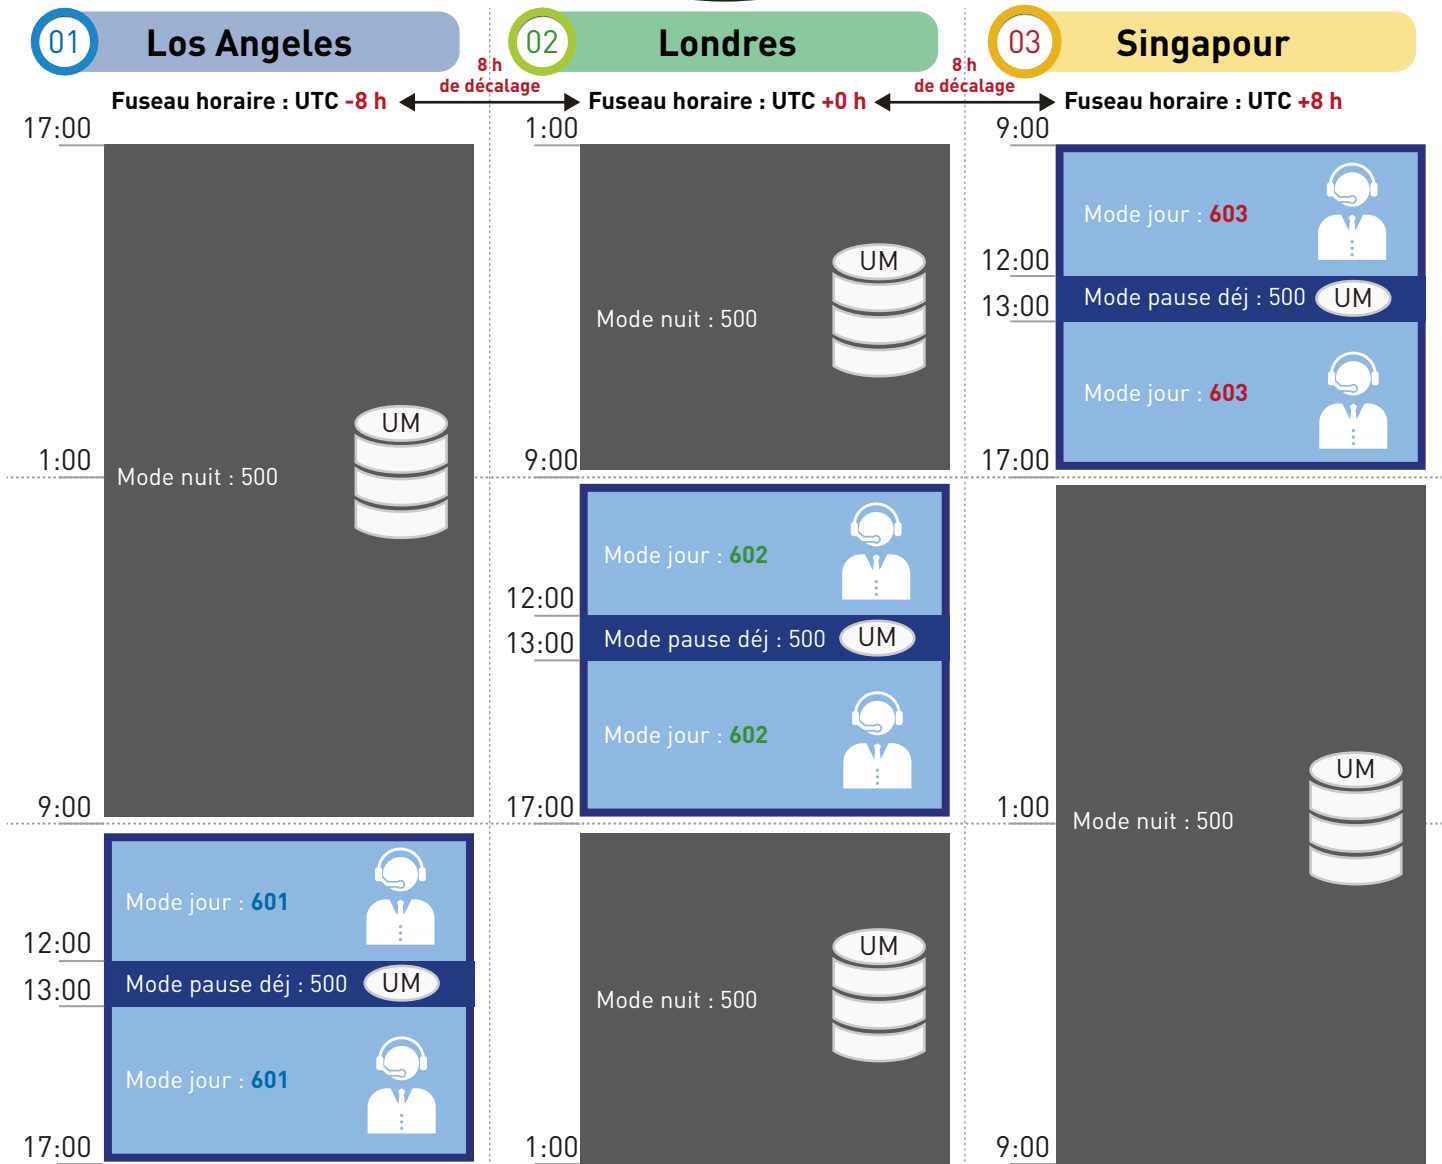 01 Los Angeles
02 Londres
03 Singapour
8 h
de décalage
8 h
de décalage
Fuseau horaire : UTC -8 h
Fuseau horaire : UTC +0 h
Fuseau horaire : UTC +8 h
17:00
Mode nuit : 500
UM
1:00
9:00
Mode jour : 601
12:00
Mode pause déj : 500 UM
13:00
Mode jour : 601
17:00
1:00
Mode nuit : 500
UM
9:00
Mode jour : 602
12:00
Mode pause déj : 500 UM
13:00
Mode jour : 602
17:00
Mode nuit : 500
UM
1:00
9:00
Mode jour : 603
12:00
Mode pause déj : 500 UM
13:00
Mode jour : 603
17:00
UM
1:00
Mode nuit : 500
9:00